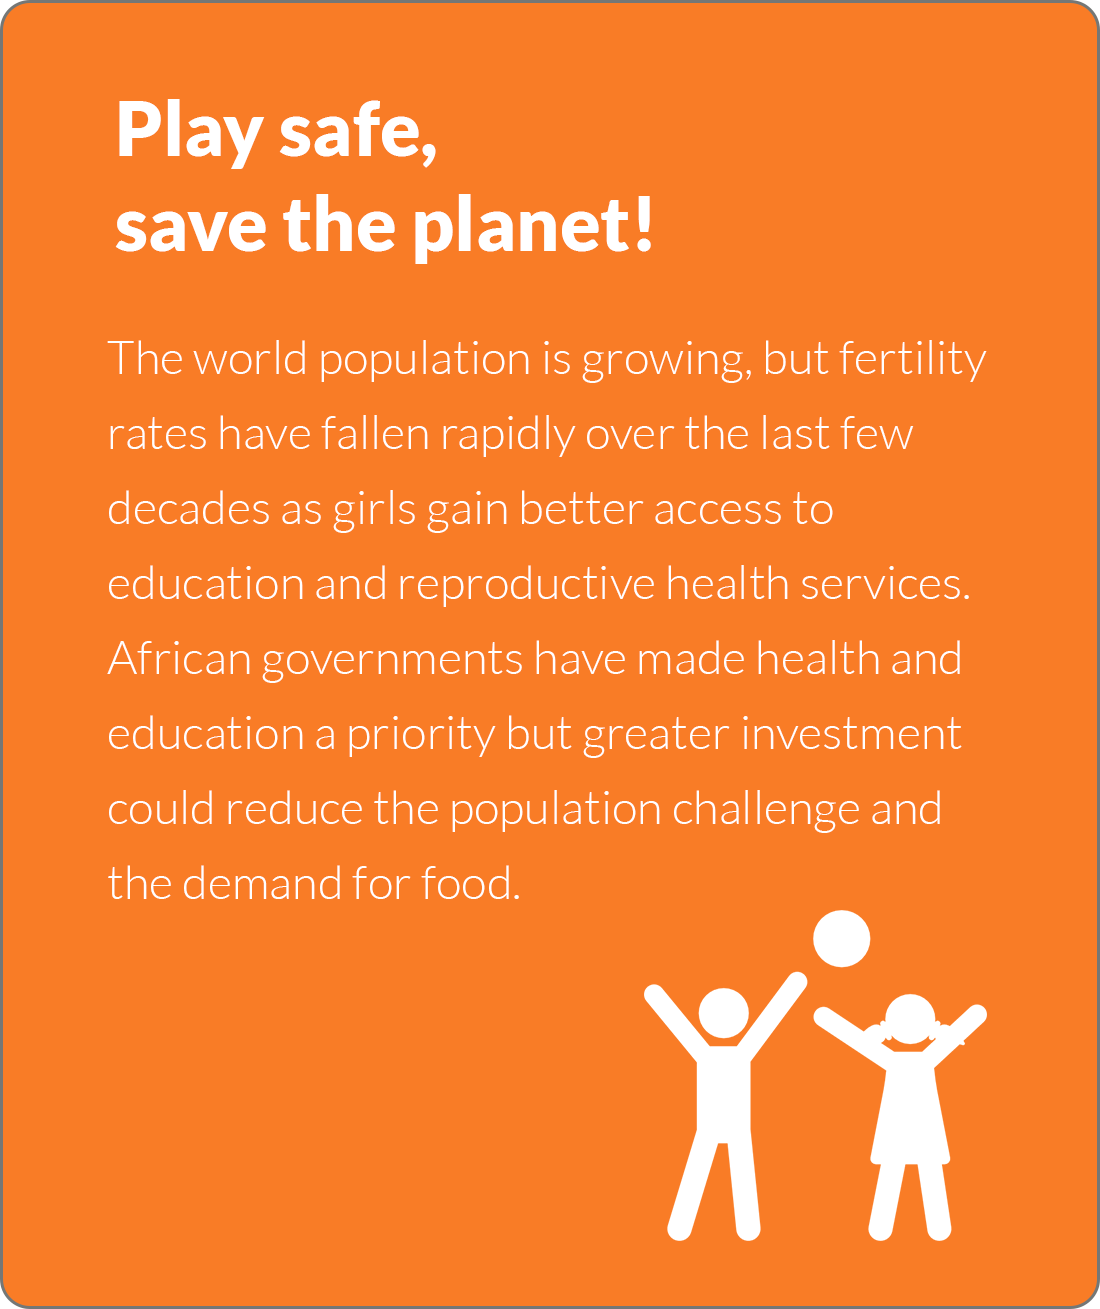 Play safe,
save the planet!
The world population is growing, but fertility
rates have fallen rapidly over the last few
decades as girls gain better access to
education and reproductive health services.
African governments have made health and
education a priority but greater investment
could reduce the population challenge and
the demand for food.